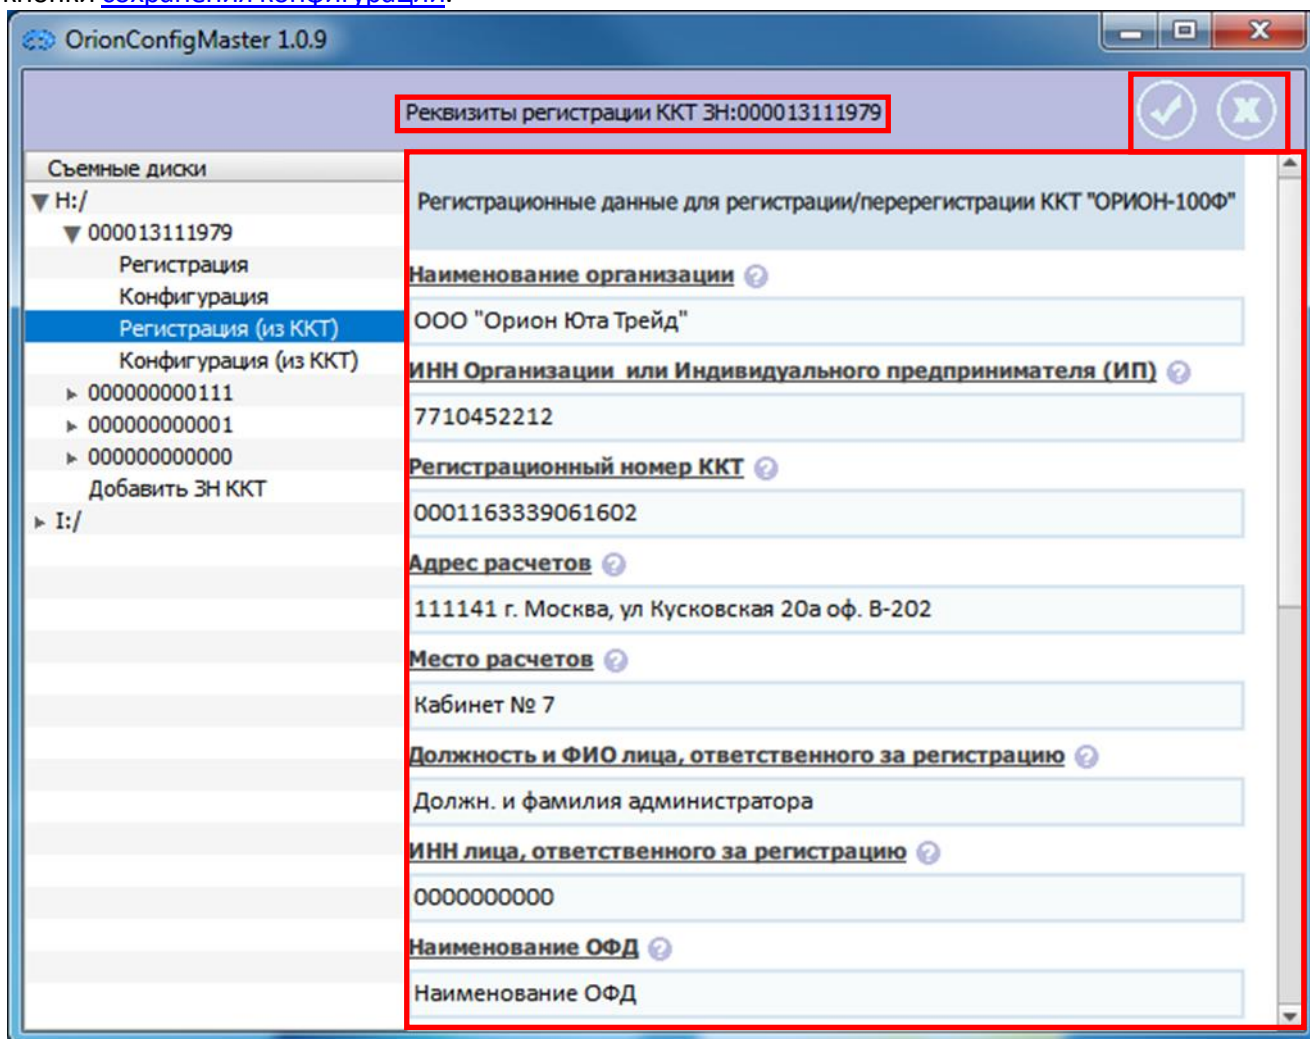 кнопки сохранения конфигурации.
OrionConfigMaster 1.0.9
Реквизиты регистрации ККТ ЗН:000013111979
Съемные диски
H:/
000013111979
Регистрация
Конфигурация
Регистрация (из ККТ)
Конфигурация (из ККТ)
000000000111
000000000001
000000000000
Добавить ЗН ККТ
I:/
Регистрационные данные для регистрации/перерегистрации ККТ "ОРИОН-100Ф"
Наименование организации ?
ООО "Орион Юта Трейд"
ИНН Организации или Индивидуального предпринимателя (ИП) ?
7710452212
Регистрационный номер ККТ ?
0001163339061602
Адрес расчетов ?
111141 г. Москва, ул Кусковская 20а оф. В-202
Место расчетов ?
Кабинет № 7
Должность и ФИО лица, ответственного за регистрацию ?
Должн. и фамилия администратора
ИНН лица, ответственного за регистрацию ?
0000000000
Наименование ОФД ?
Наименование ОФД